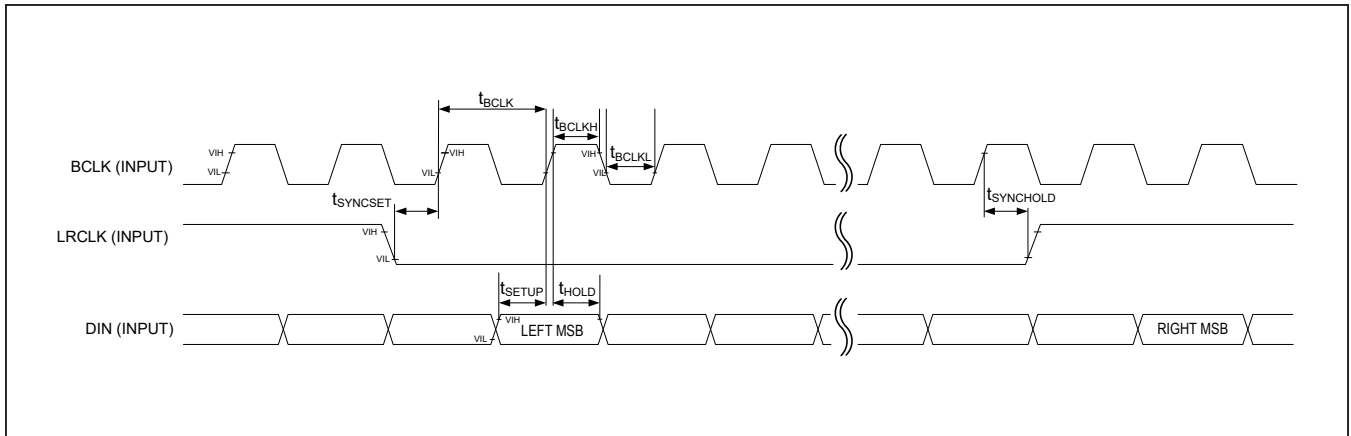 tBCLK
tBCLKH
tBCLKL
BCLK (INPUT)
VIH
VIL
VIH
VIL
VIH
VIL
tSYNCSET
tSYNCHOLD
LRCLK (INPUT)
VIH
VIL
tSETUP
tHOLD
DIN (INPUT)
VIH
VIL
LEFT MSB
RIGHT MSB